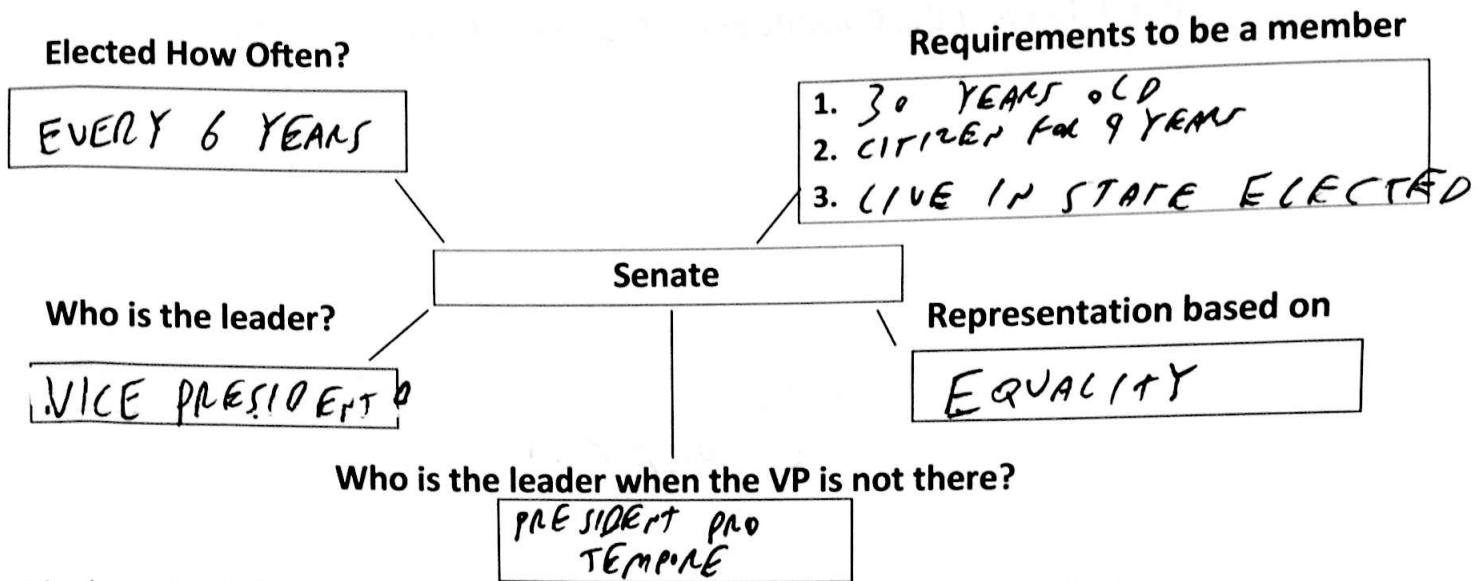 Elected How Often?
EVERY 6 YEARS
Requirements to be a member
1. 30 YEARS OLD
2. CITIZEN FOR 9 YEARS
3. LIVE IN STATE ELECTED
Senate
Who is the leader?
VICE PRESIDENT
Representation based on
EQUALITY
Who is the leader when the VP is not there?
PRESIDENT PRO
TEMPORE